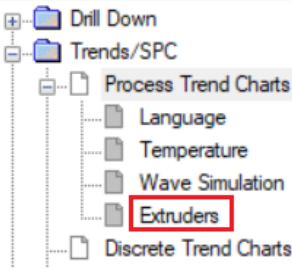 Drill Down
Trends/SPC
Process Trend Charts
Language
Temperature
Wave Simulation
Extruders
Discrete Trend Charts